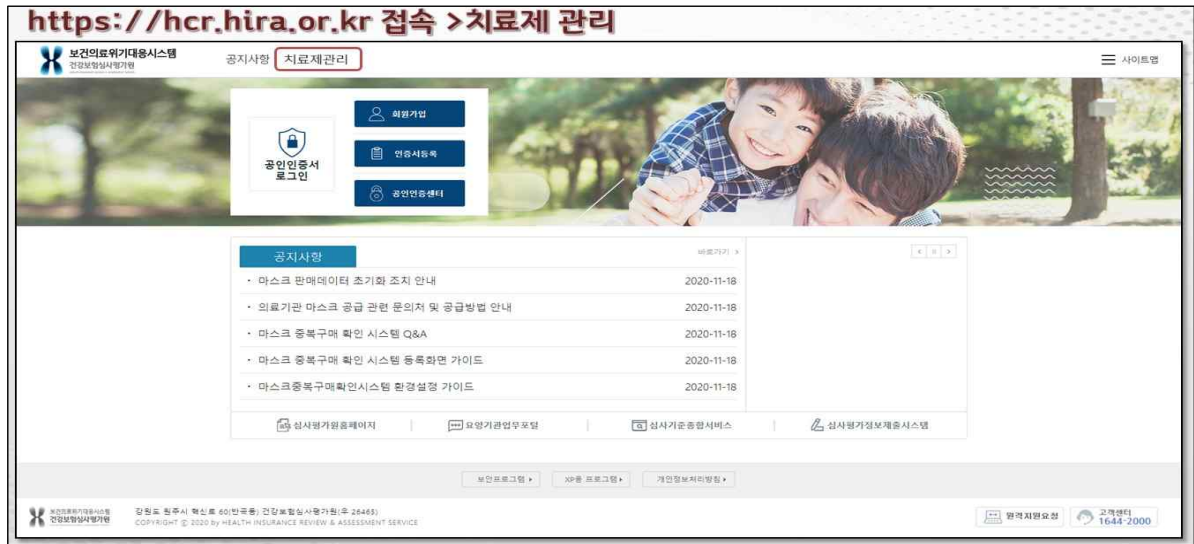 https://hcr.hira.or.kr 접속 >치료제 관리
보건의료위기대응시스템
건강보험심사평가원
공지사항 치료제관리
사이트맵
공인인증서
로그인
회원가입
인증서등록
공인인증센터
공지사항
바로가기 >
· 마스크 판매데이터 초기화 조치 안내 2020-11-18
· 의료기관 마스크 공급 관련 문의처 및 공급방법 안내 2020-11-18
· 마스크 중복구매 확인 시스템 Q&A 2020-11-18
· 마스크 중복구매 확인 시스템 등록화면 가이드 2020-11-18
· 마스크중복구매확인시스템 환경설정 가이드 2020-11-18
심사평가원홈페이지
요양기관업무포털
심사기준종합서비스
심사평가정보제출시스템
보안프로그램
XP용 프로그램
개인정보처리방침
보건의료위기대응시스템
건강보험심사평가원
강원도 원주시 혁신로 60(반곡동) 건강보험심사평가원(우 26465)
COPYRIGHT ⓒ 2020 by HEALTH INSURANCE REVIEW & ASSESSMENT SERVICE
원격지원요청
고객센터
1644-2000